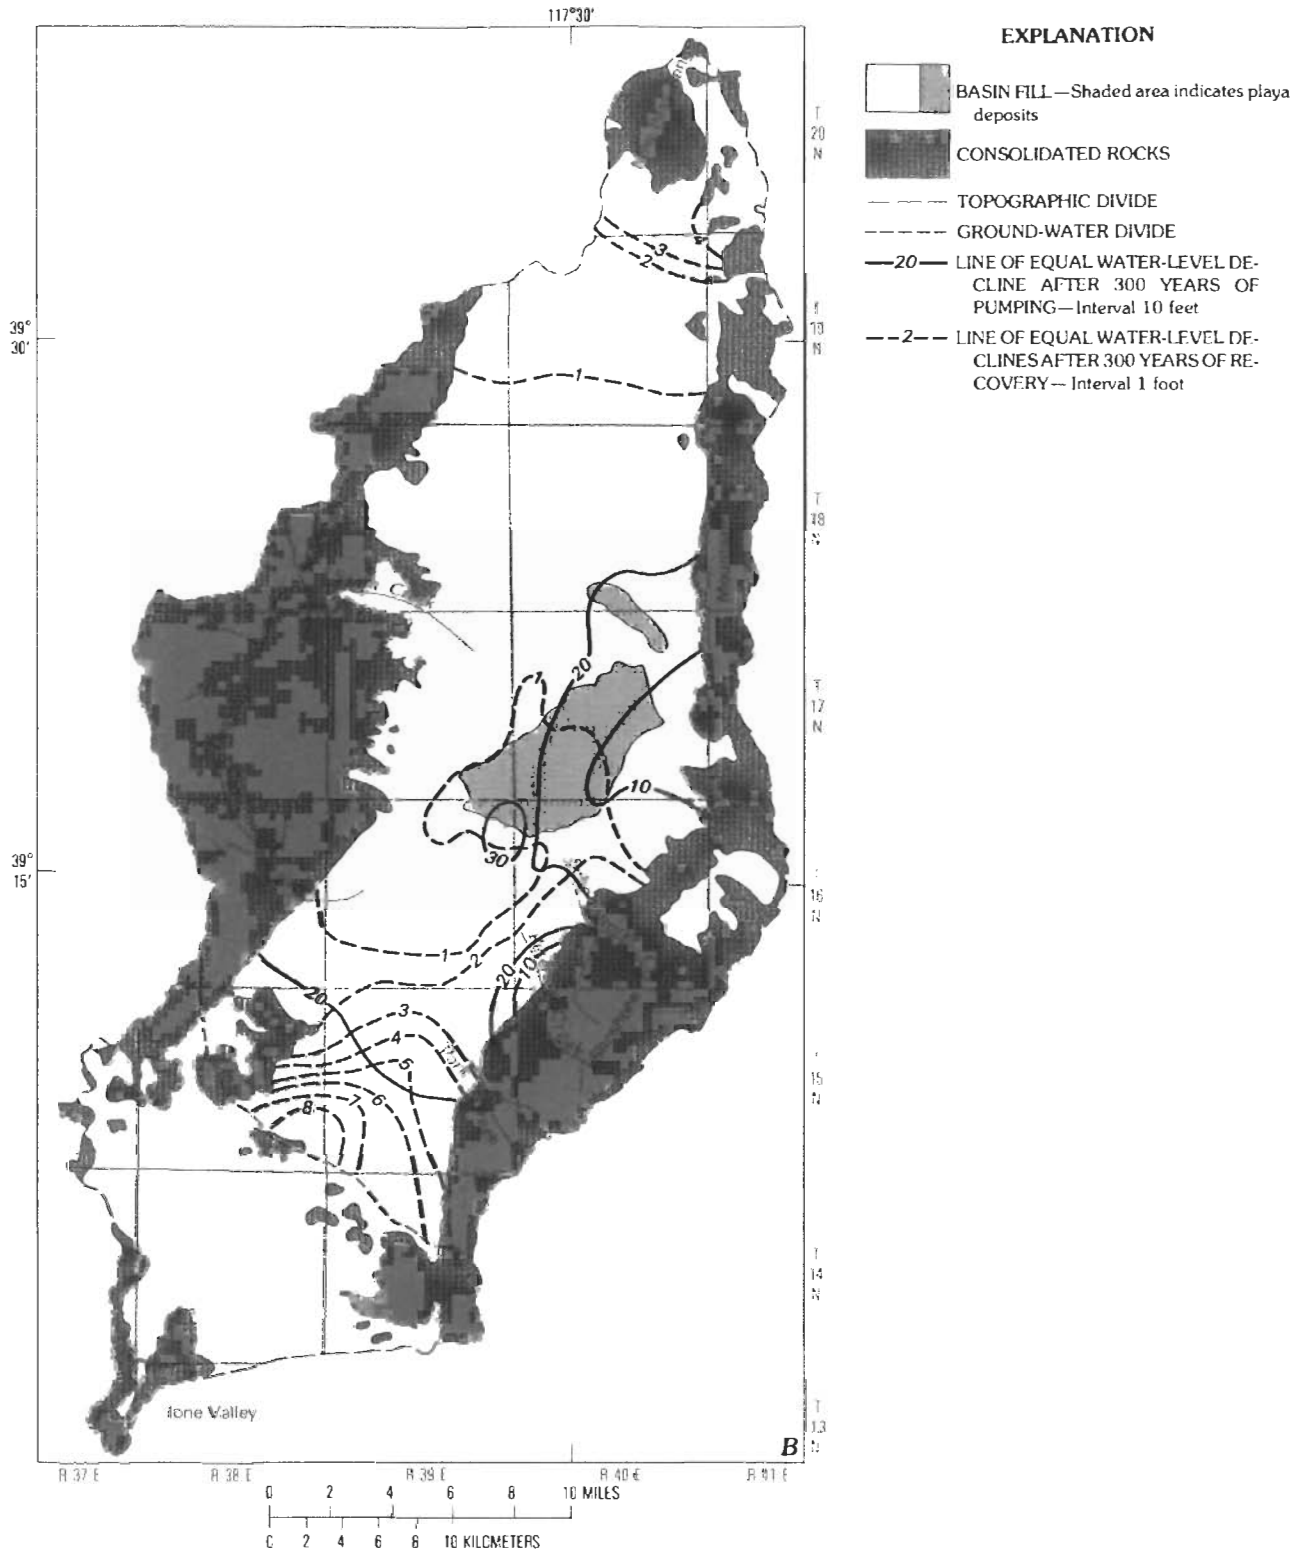 117°30'
EXPLANATION
BASIN FILL—Shaded area indicates playa
deposits
CONSOLIDATED ROCKS
TOPOGRAPHIC DIVIDE
GROUND-WATER DIVIDE
20 LINE OF EQUAL WATER-LEVEL DE-
CLINE AFTER 300 YEARS OF
PUMPING—Interval 10 feet
2 LINE OF EQUAL WATER-LEVEL DE-
CLINES AFTER 300 YEARS OF RE-
COVERY—Interval 1 foot
T
20
N
3
2
39°
30'
N
1
T
18
N
C
20
1
T
17
N
10
30
39°
15'
16
N
1
2
20
10
20
3
4
5
15
N
6
7
8
T
14
N
Ione Valley
T
13
N
B
R 37 E
R 38 E
R 39 E
R 40 E
R 41 E
0 2 4 6 8 10 MILES
0 2 4 6 8 10 KILOMETERS